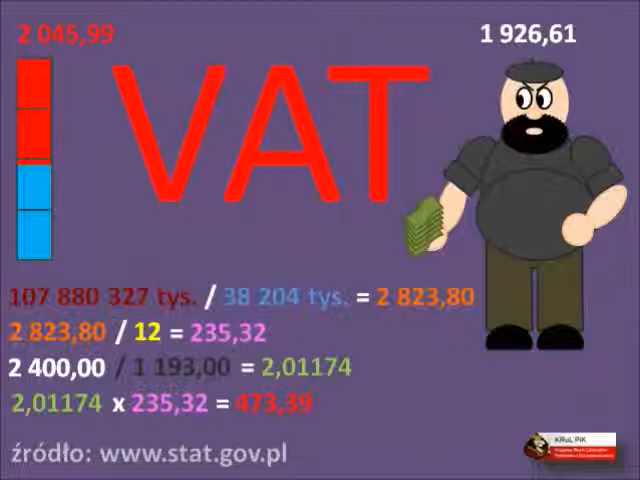 2 045,99
1 926,61
VAT
107 880 327 tys. / 38 204 tys. = 2 823,80
2 823,80 / 12 = 235,32
2 400,00 / 1 193,00 = 2,01174
2,01174 x 235,32 = 473,39
źródło: www.stat.gov.pl
KRuL PiK